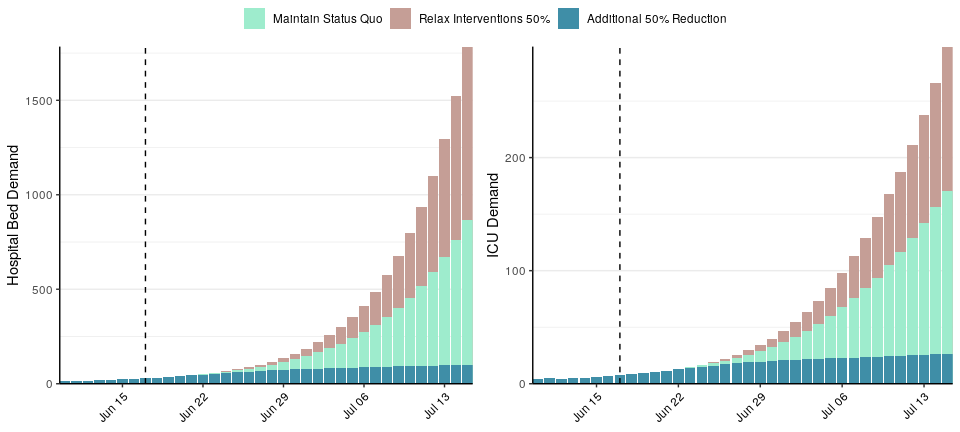 Maintain Status Quo Relax Interventions 50% Additional 50% Reduction
Hospital Bed Demand
1500
1000
500
0
Jun 15 Jun 22 Jun 29 Jul 06 Jul 13
ICU Demand
200
100
0
Jun 15 Jun 22 Jun 29 Jul 06 Jul 13